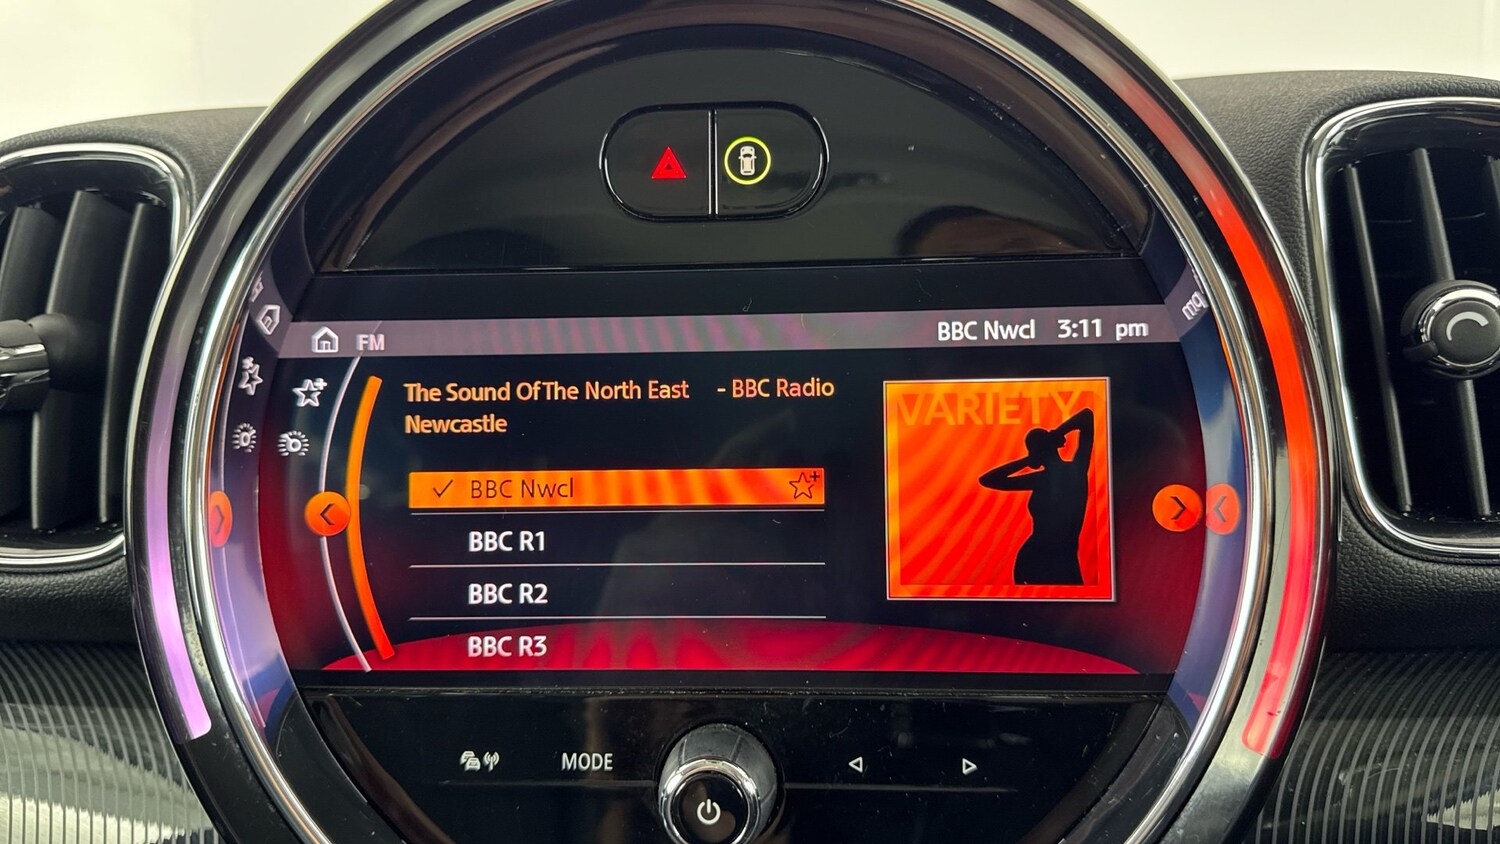 FM
BBC Nwcl 3:11 pm
The Sound Of The North East - BBC Radio
Newcastle
VARIETY
BBC Nwcl
BBC R1
BBC R2
BBC R3
MODE